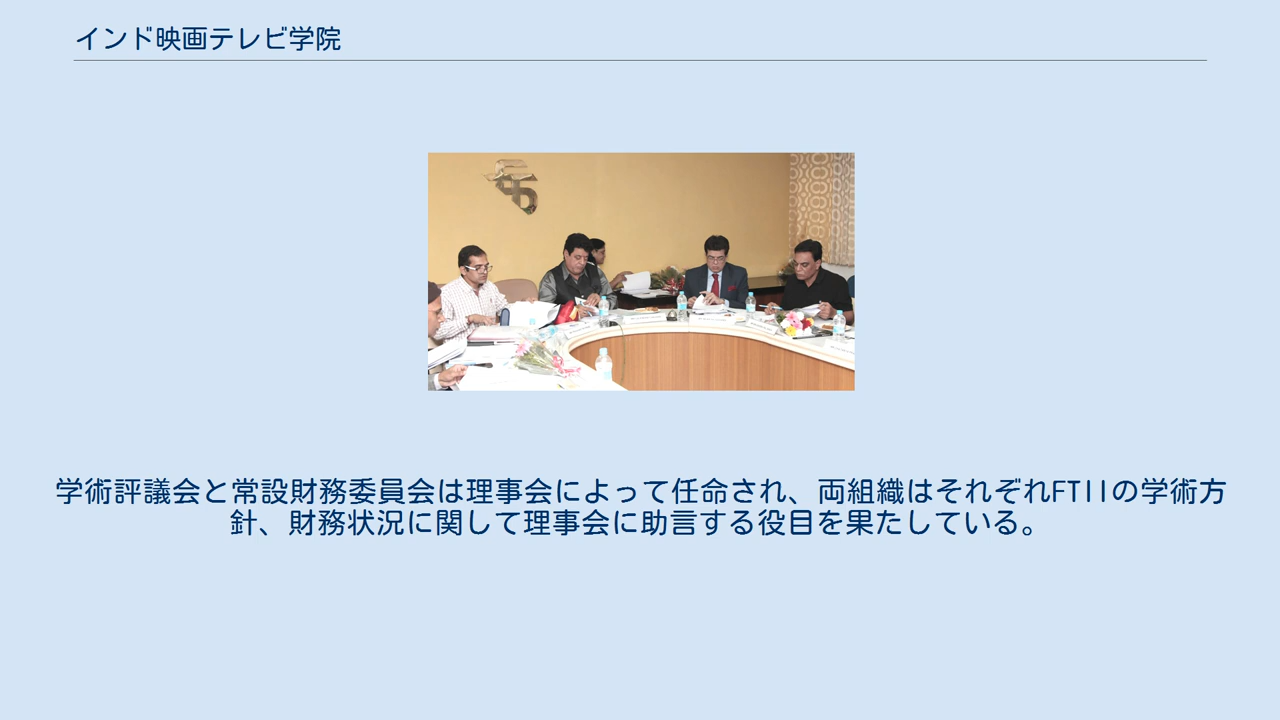 インド映画テレビ学院
学術評議会と常設財務委員会は理事会によって任命され、両組織はそれぞれFTIIの学術方
針、財務状況に関して理事会に助言する役目を果たしている。